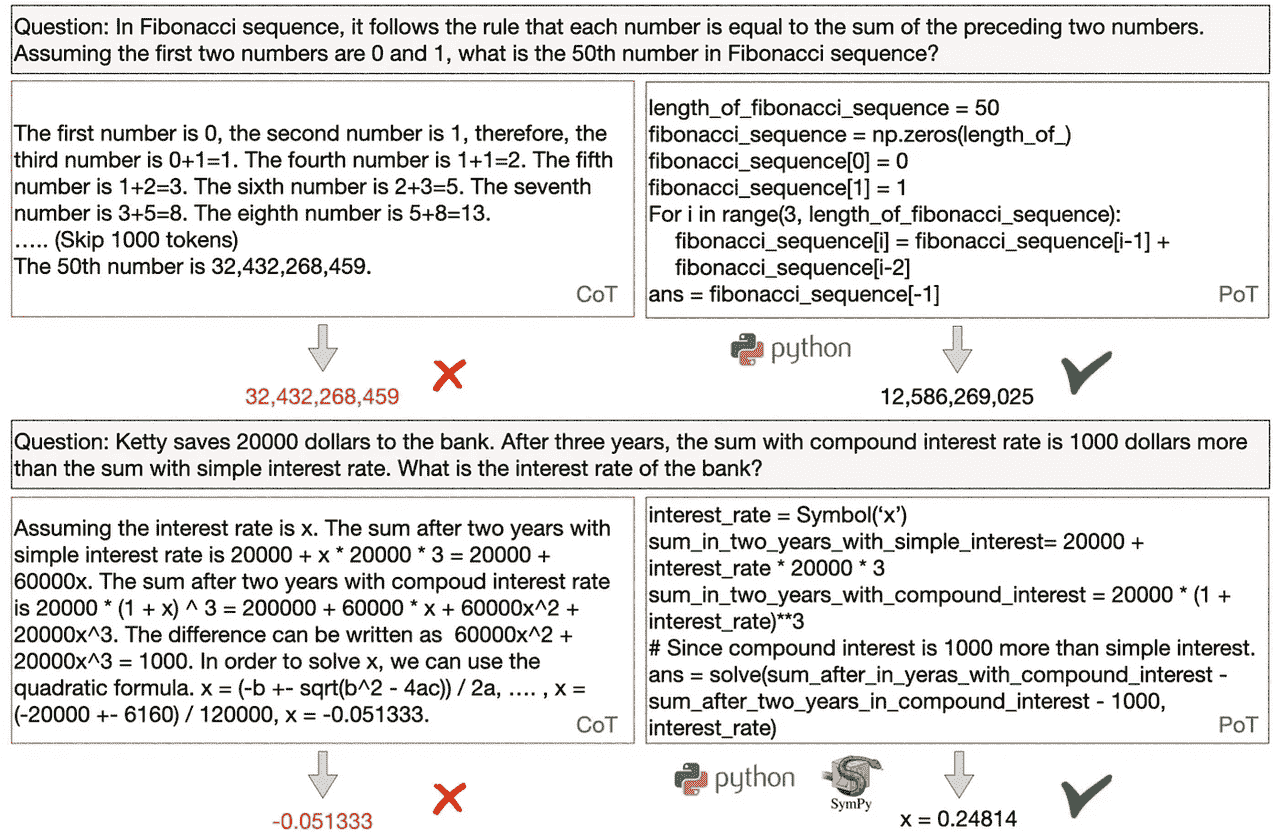 Question: In Fibonacci sequence, it follows the rule that each number is equal to the sum of the preceding two numbers.
Assuming the first two numbers are 0 and 1, what is the 50th number in Fibonacci sequence?
The first number is 0, the second number is 1, therefore, the
third number is 0+1=1. The fourth number is 1+1=2. The fifth
number is 1+2=3. The sixth number is 2+3=5. The seventh
number is 3+5=8. The eighth number is 5+8=13.
..... (Skip 1000 tokens)
The 50th number is 32,432,268,459.
CoT
length_of_fibonacci_sequence = 50
fibonacci_sequence = np.zeros(length_of_)
fibonacci_sequence[0] = 0
fibonacci_sequence[1] = 1
For i in range(3, length_of_fibonacci_sequence):
fibonacci_sequence[i] = fibonacci_sequence[i-1] +
fibonacci_sequence[i-2]
ans = fibonacci_sequence[-1]
PoT
python
32,432,268,459
12,586,269,025
Question: Ketty saves 20000 dollars to the bank. After three years, the sum with compound interest rate is 1000 dollars more
than the sum with simple interest rate. What is the interest rate of the bank?
Assuming the interest rate is x. The sum after two years with
simple interest rate is 20000 + x * 20000 * 3 = 20000 +
60000x. The sum after two years with compoud interest rate
is 20000 * (1 + x) ^ 3 = 200000 + 60000 * x + 60000x^2 +
20000x^3. The difference can be written as 60000x^2 +
20000x^3 = 1000. In order to solve x, we can use the
quadratic formula. x = (-b +- sqrt(b^2 - 4ac)) / 2a, .... , x =
(-20000 +- 6160) / 120000, x = -0.051333.
CoT
interest_rate = Symbol(‘x’)
sum_in_two_years_with_simple_interest= 20000 +
interest_rate * 20000 * 3
sum_in_two_years_with_compound_interest = 20000 * (1 +
interest_rate)**3
# Since compound interest is 1000 more than simple interest.
ans = solve(sum_after_in_yeras_with_compound_interest -
sum_after_two_years_in_compound_interest - 1000,
interest_rate)
PoT
python
SymPy
-0.051333
x = 0.24814